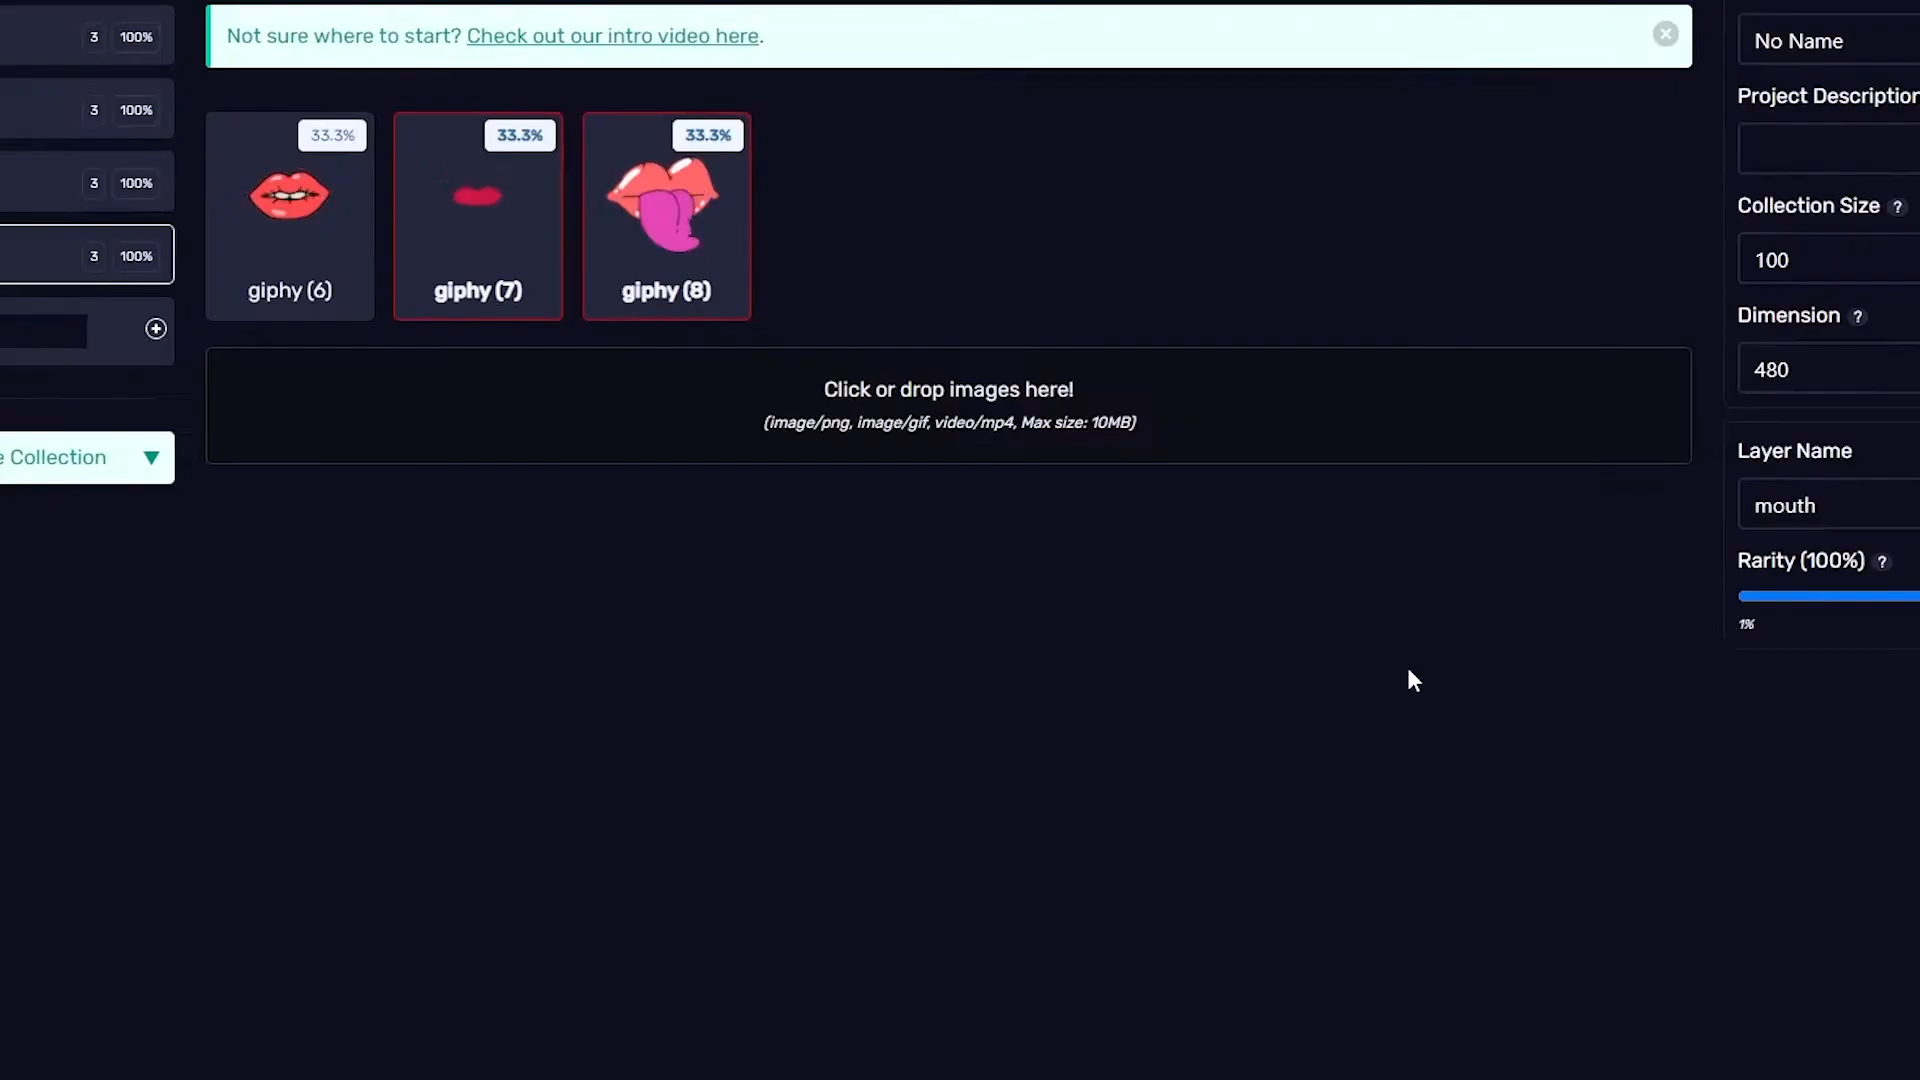 3 100%
3 100%
3 100%
3 100%
e Collection
Not sure where to start? Check out our intro video here.
33.3%
giphy (6)
33.3%
giphy (7)
33.3%
giphy (8)
Click or drop images here!
(image/png, image/gif, video/mp4, Max size: 10MB)
No Name
Project Description
Collection Size ?
100
Dimension ?
480
Layer Name
mouth
Rarity (100%) ?
1%